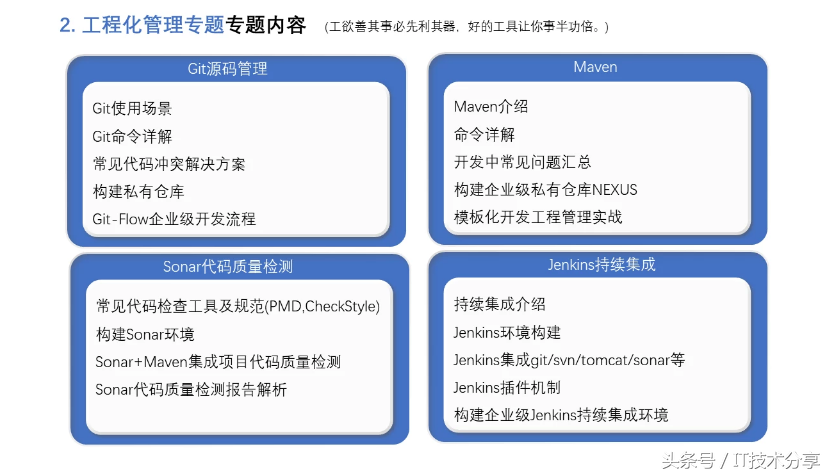 2. 工程化管理专题专题内容 (工欲善其事必先利其器，好的工具让你事半功倍。)
Git源码管理
Git使用场景
Git命令详解
常见代码冲突解决方案
构建私有仓库
Git-Flow企业级开发流程
Maven
Maven介绍
命令详解
开发中常见问题汇总
构建企业级私有仓库NEXUS
模板化开发工程管理实战
Sonar代码质量检测
常见代码检查工具及规范(PMD,CheckStyle)
构建Sonar环境
Sonar+Maven集成项目代码质量检测
Sonar代码质量检测报告解析
Jenkins持续集成
持续集成介绍
Jenkins环境构建
Jenkins集成git/svn/tomcat/sonar等
Jenkins插件机制
构建企业级Jenkins持续集成环境
头条号 / IT技术分享